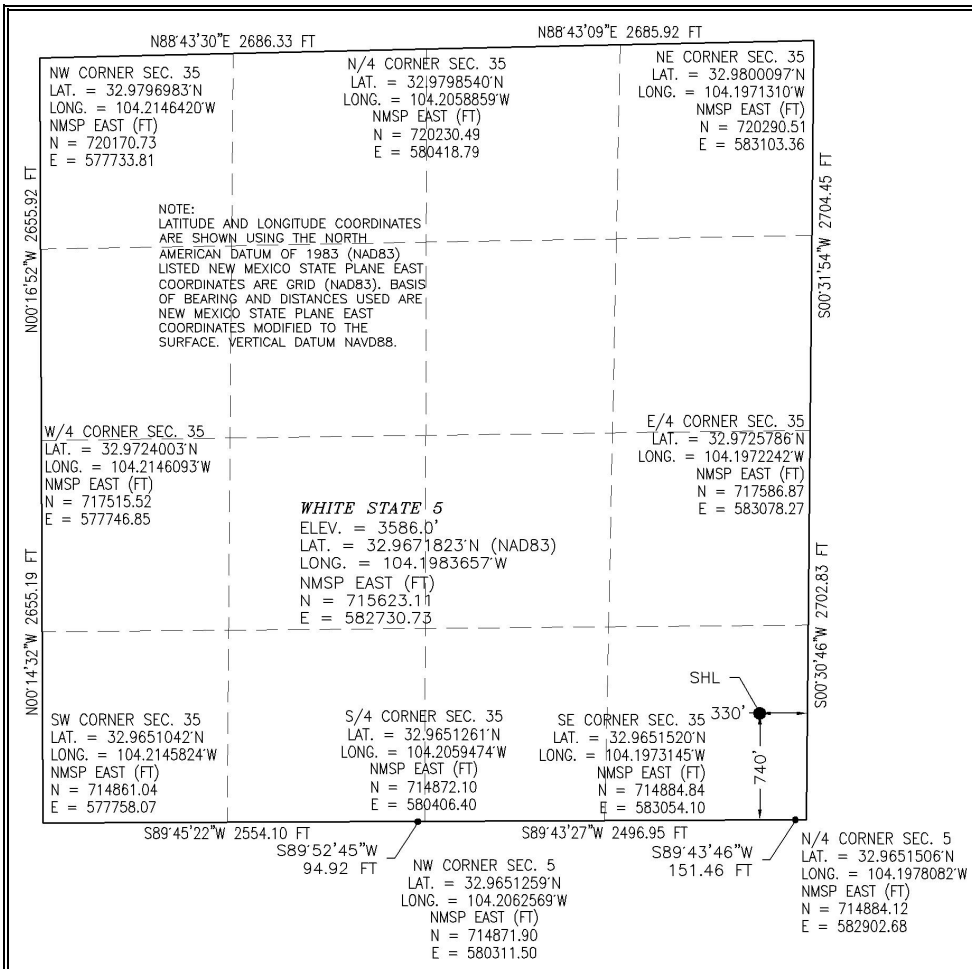 N88°43'30"E 2686.33 FT
N88°43'09"E 2685.92 FT
NW CORNER SEC. 35
LAT. = 32.9796983°N
LONG. = 104.2146420°W
NMSP EAST (FT)
N = 720170.73
E = 577733.81
N/4 CORNER SEC. 35
LAT. = 32.9798540°N
LONG. = 104.2058859°W
NMSP EAST (FT)
N = 720230.49
E = 580418.79
NE CORNER SEC. 35
LAT. = 32.9800097°N
LONG. = 104.1971310°W
NMSP EAST (FT)
N = 720290.51
E = 583103.36
N00°16'52"W 2655.92 FT
S00°31'54"W 2704.45 FT
NOTE:
LATITUDE AND LONGITUDE COORDINATES
ARE SHOWN USING THE NORTH
AMERICAN DATUM OF 1983 (NAD83)
LISTED NEW MEXICO STATE PLANE EAST
COORDINATES ARE GRID (NAD83). BASIS
OF BEARING AND DISTANCES USED ARE
NEW MEXICO STATE PLANE EAST
COORDINATES MODIFIED TO THE
SURFACE. VERTICAL DATUM NAVD88.
W/4 CORNER SEC. 35
LAT. = 32.9724003°N
LONG. = 104.2146093°W
NMSP EAST (FT)
N = 717515.52
E = 577746.85
E/4 CORNER SEC. 35
LAT. = 32.9725786°N
LONG. = 104.1972242°W
NMSP EAST (FT)
N = 717586.87
E = 583078.27
WHITE STATE 5
ELEV. = 3586.0'
LAT. = 32.9671823°N (NAD83)
LONG. = 104.1983657°W
NMSP EAST (FT)
N = 715623.11
E = 582730.73
N00°14'32"W 2655.19 FT
S00°30'46"W 2702.83 FT
SHL
330'
740'
SW CORNER SEC. 35
LAT. = 32.9651042°N
LONG. = 104.2145824°W
NMSP EAST (FT)
N = 714861.04
E = 577758.07
S/4 CORNER SEC. 35
LAT. = 32.9651261°N
LONG. = 104.2059474°W
NMSP EAST (FT)
N = 714872.10
E = 580406.40
SE CORNER SEC. 35
LAT. = 32.9651520°N
LONG. = 104.1973145°W
NMSP EAST (FT)
N = 714884.84
E = 583054.10
S89°45'22"W 2554.10 FT
S89°52'45"W
94.92 FT
S89°43'27"W 2496.95 FT
S89°43'46"W
151.46 FT
NW CORNER SEC. 5
LAT. = 32.9651259°N
LONG. = 104.2062569°W
NMSP EAST (FT)
N = 714871.90
E = 580311.50
N/4 CORNER SEC. 5
LAT. = 32.9651506°N
LONG. = 104.1978082°W
NMSP EAST (FT)
N = 714884.12
E = 582902.68